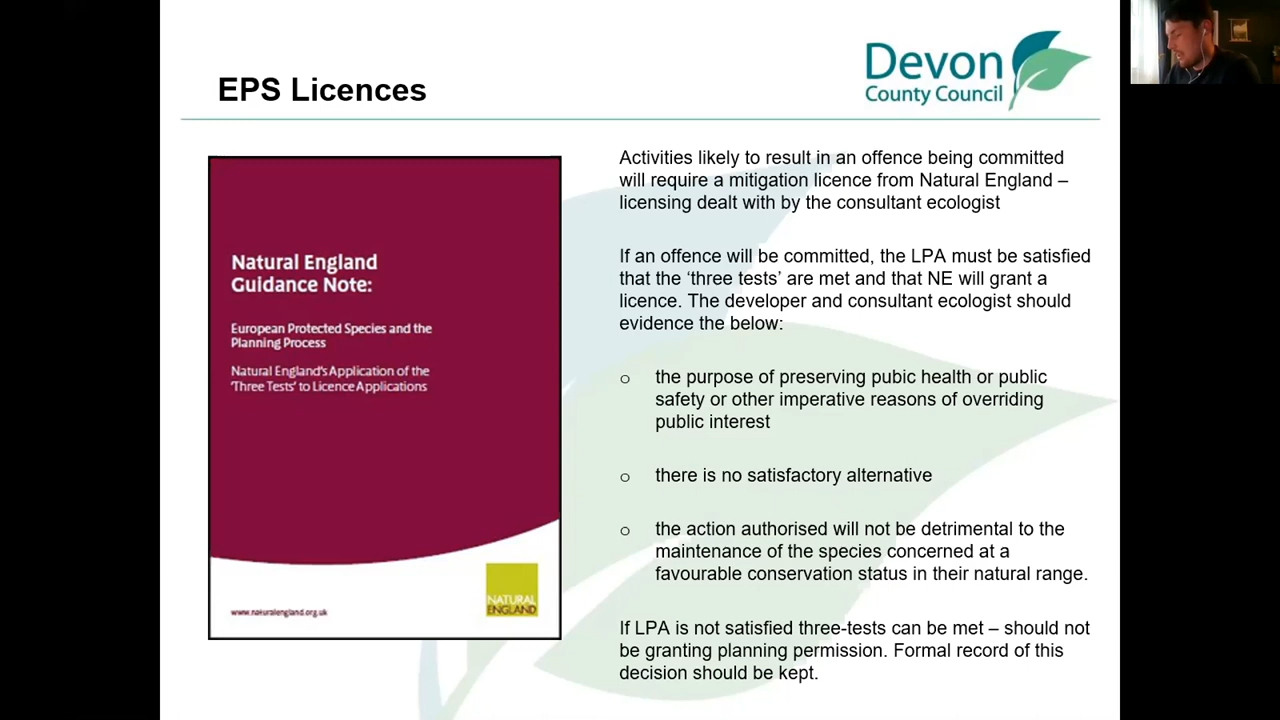 EPS Licences
Devon
County Council
Natural England
Guidance Note:
European Protected Species and the
Planning Process
Natural England's Application of the
'Three Tests' to Licence Applications
www.naturalengland.org.uk
NATURAL
ENGLAND
Activities likely to result in an offence being committed
will require a mitigation licence from Natural England –
licensing dealt with by the consultant ecologist
If an offence will be committed, the LPA must be satisfied
that the ‘three tests’ are met and that NE will grant a
licence. The developer and consultant ecologist should
evidence the below:
o the purpose of preserving pubic health or public
safety or other imperative reasons of overriding
public interest
o there is no satisfactory alternative
o the action authorised will not be detrimental to the
maintenance of the species concerned at a
favourable conservation status in their natural range.
If LPA is not satisfied three-tests can be met – should not
be granting planning permission. Formal record of this
decision should be kept.